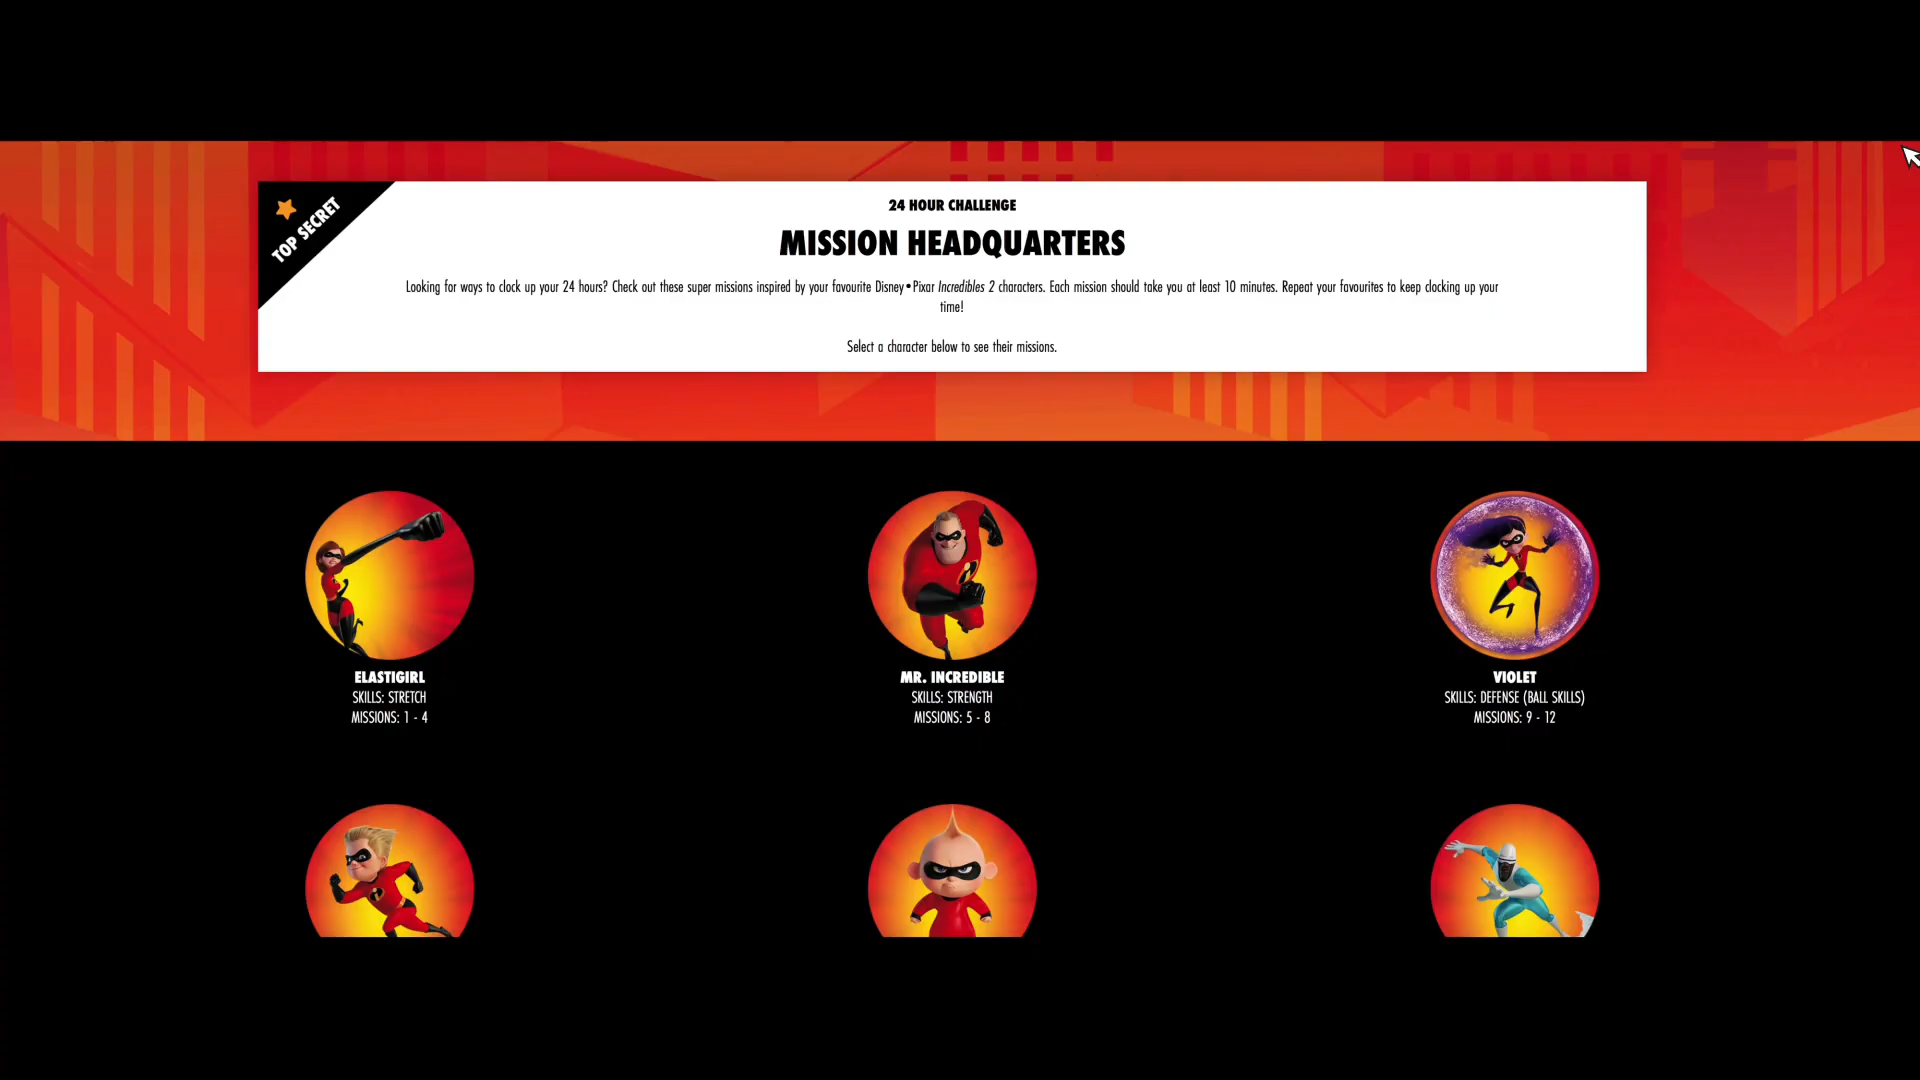 TOP SECRET
24 HOUR CHALLENGE
MISSION HEADQUARTERS
Looking for ways to clock up your 24 hours? Check out these super missions inspired by your favourite Disney•Pixar Incredibles 2 characters. Each mission should take you at least 10 minutes. Repeat your favourites to keep clocking up your
time!
Select a character below to see their missions.
ELASTIGIRL
SKILLS: STRETCH
MISSIONS: 1 - 4
MR. INCREDIBLE
SKILLS: STRENGTH
MISSIONS: 5 - 8
VIOLET
SKILLS: DEFENSE (BALL SKILLS)
MISSIONS: 9 - 12